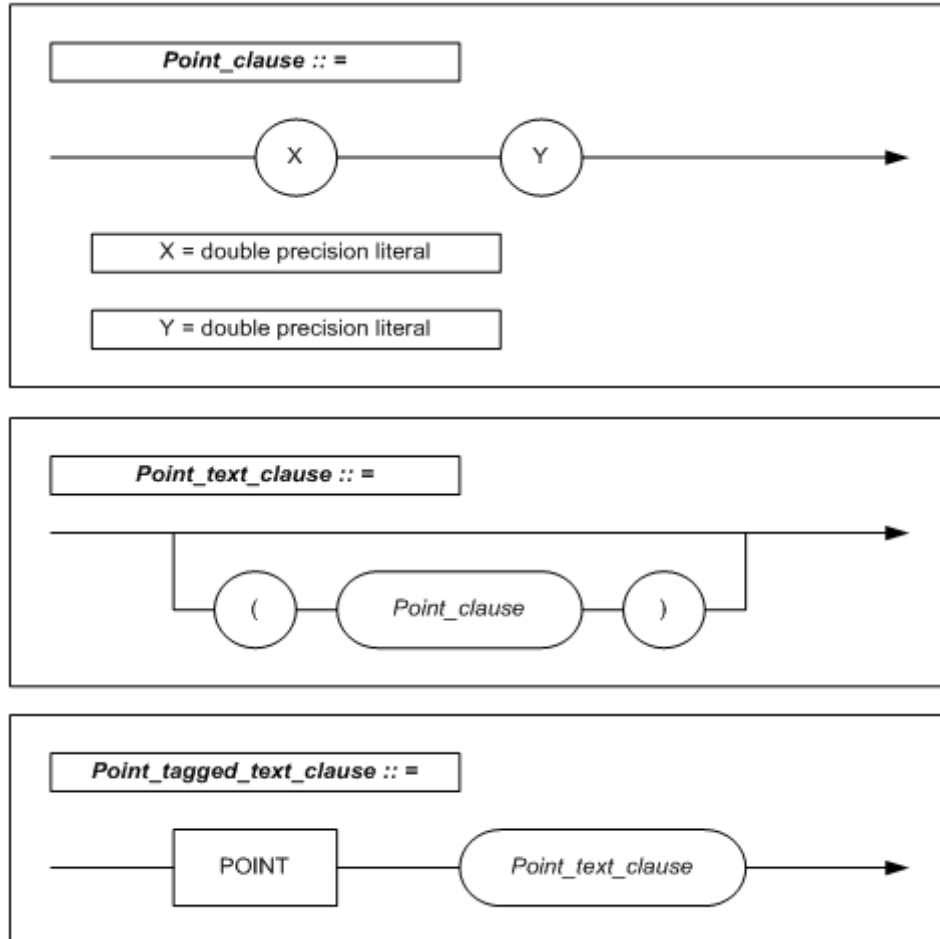 Point_clause :: =
X
Y
X = double precision literal
Y = double precision literal
Point_text_clause :: =
(
Point_clause
)
Point_tagged_text_clause :: =
POINT
Point_text_clause